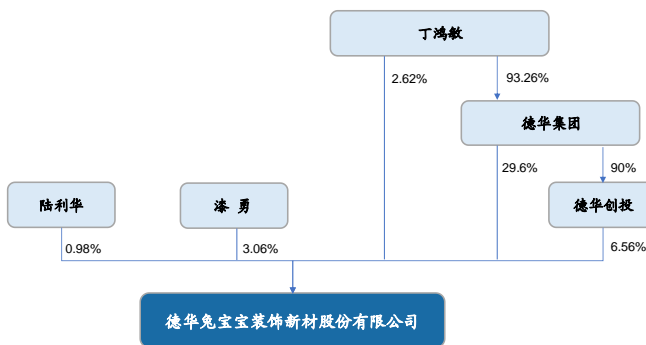 丁鸿敏
2.62%
93.26%
德华集团
29.6%
90%
陆利华
漆 勇
德华创投
0.98%
3.06%
6.56%
德华兔宝宝装饰新材股份有限公司